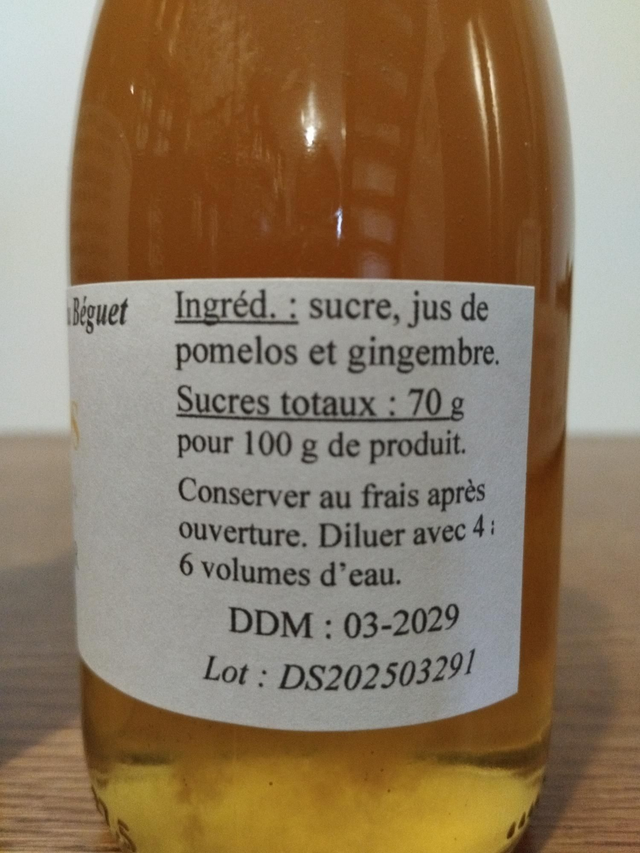 Béguet
Ingréd. : sucre, jus de
pomelos et gingembre.
Sucres totaux : 70 g
pour 100 g de produit.
Conserver au frais après
ouverture. Diluer avec 4
6 volumes d'eau.
DDM : 03-2029
Lot : DS202503291